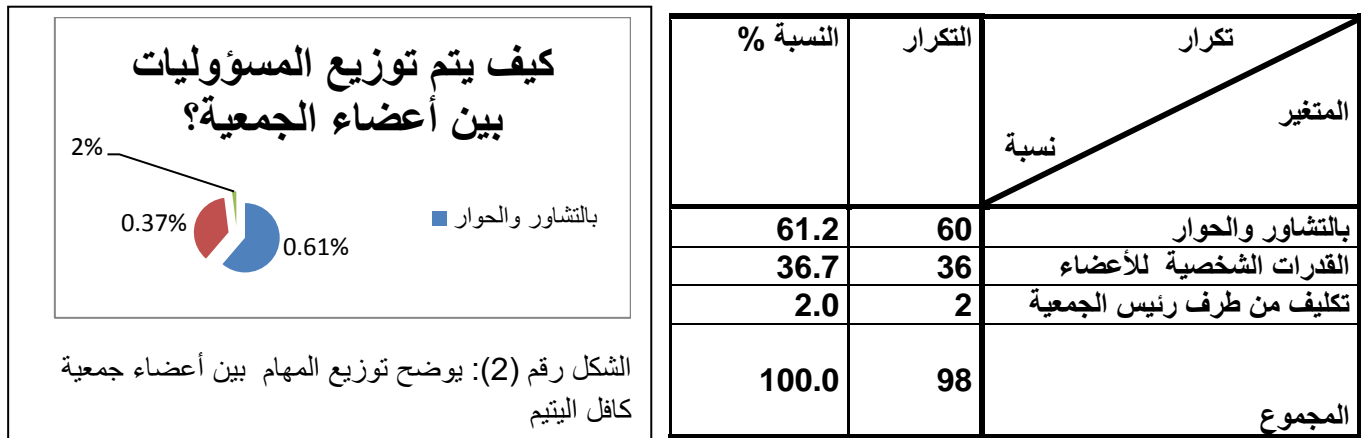 كيف يتم توزيع المسؤوليات
بين أعضاء الجمعية؟
2%
0.37%
0.61%
بالتشاور والحوار
الشكل رقم (2): يوضح توزيع المهام بين أعضاء جمعية
كافل اليتيم
تكرار التكرار النسبة %
المتغير
نسبة
بالتشاور والحوار 60 61.2
القدرات الشخصية للأعضاء 36 36.7
تكليف من طرف رئيس الجمعية 2 2.0
المجموع 98 100.0